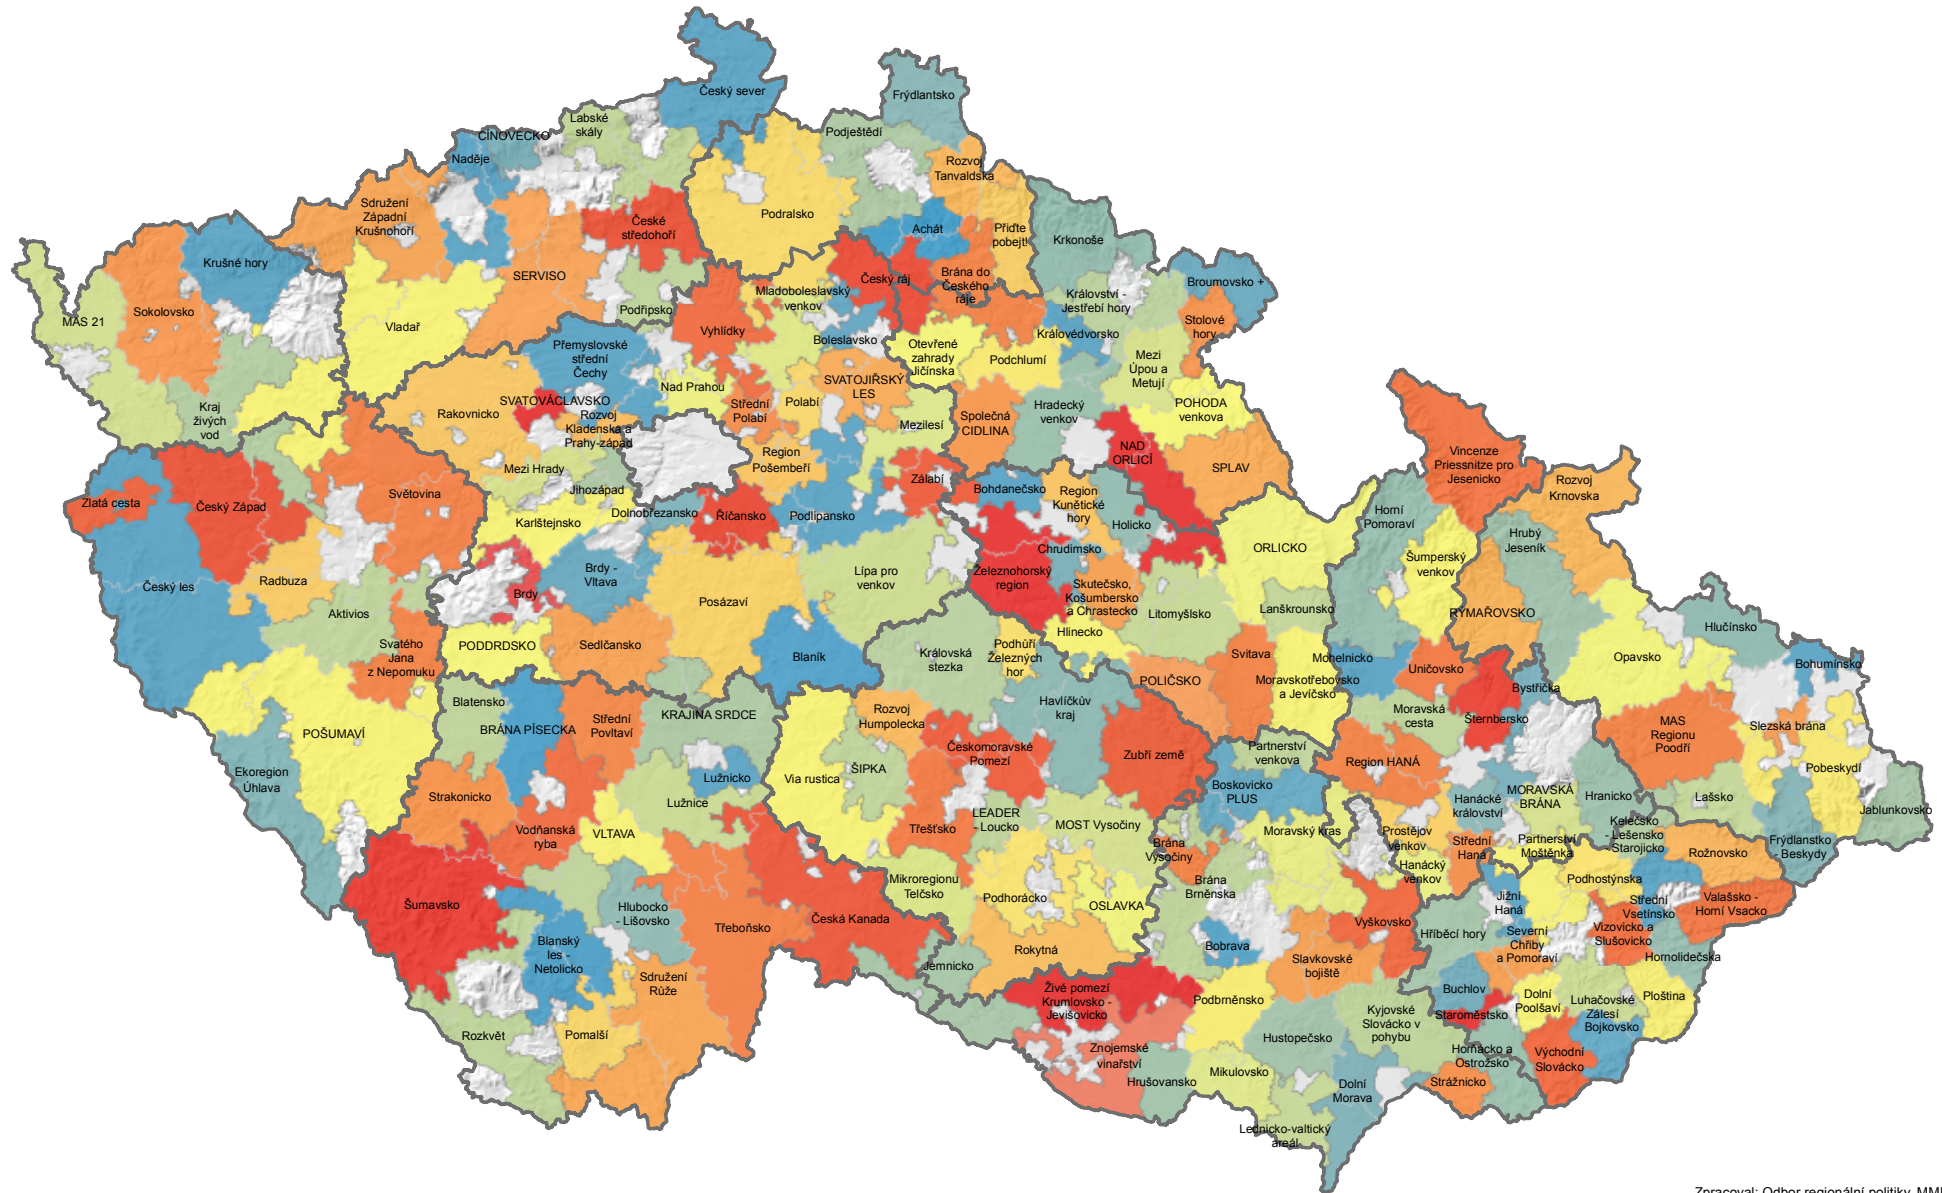 Český sever
Frýdlantsko
Labské
skály
Podještědí
ČÍNOVECKO
Naděje
Rozvoj
Tanvaldska
Sdružení
Západní
Krušnohoří
Podralsko
České
středohoří
Achát
Přiďte
pobejt!
Krkonoše
Krušné hory
SERVISO
Český ráj
Brána do
Českého
ráje
Broumovsko +
MAS 21
Sokolovsko
Vladař
Podřipsko
Mladoboleslavský
venkov
Království -
Jestřebí hory
Stolové
hory
Vyhlídky
Boleslavsko
Královédvorsko
Přemyslovské
střední
Čechy
Otevřené
zahrady
Jičínska
Podchlumí
Mezi
Úpou a
Metují
Nad Prahou
SVATOJIŘSKÝ
LES
Kraj
živých
vod
Rakovnicko
SVATOVÁCLAVSKO
Rozvoj
Kladenska a
Prahy-západ
Střední
Polabí
Polabí
Mezilesí
Společná
CIDLINA
Hradecký
venkov
POHODA
venkova
Mezi Hrady
Region
Pošembeří
NAD
ORLICÍ
SPLAV
Vincenze
Priessnitze pro
Jesenicko
Rozvoj
Krnovska
Zlatá cesta
Český Západ
Světovina
Jihozápad
Zálabí
Bohdanečsko
Region
Kunětické
hory
Karlštejnsko
Dolnobřezansko
Říčansko
Podlipansko
Holicko
Horní
Pomoraví
Hrubý
Jeseník
ORLICKO
Šumperský
venkov
Český les
Radbuza
Brdy
Brdy -
Vltava
Posázaví
Lípa pro
venkov
Chrudimsko
Železnohorský
region
Skutečsko,
Košumbersko
a Chrastecko
Litomyšlsko
Lanškrounsko
RÝMAŘOVSKO
Hlučínsko
Aktivios
Svatého
Jana
z Nepomuku
PODDRDSKO
Sedlčansko
Blaník
Královská
stezka
Podhůří
Železných
hor
Hlinecko
Svitava
Mohelnicko
Uničovsko
Opavsko
Bohumínsko
POLIČSKO
Moravskotřebovsko
a Jevíčsko
Bystřička
Blatensko
BRÁNA PÍSECKA
Střední
Povltaví
KRAJINA SRDCE
Rozvoj
Humpolecka
Havlíčkův
kraj
Moravská
cesta
Šternbersko
MAS
Regionu
Poodří
Slezská brána
POŠUMAVÍ
Českomoravské
Pomezí
Zubří země
Partnerství
venkova
Region HANÁ
Ekoregion
Úhlava
Via rustica
ŠIPKA
Lužnicko
Boskovicko
PLUS
Hanácké
království
MORAVSKÁ
BRÁNA
Hranicko
Lašsko
Pobeskydí
Jablunkovsko
Strakonicko
Lužnice
Vodňanská
ryba
VLTAVA
Třešťsko
LEADER
- Loucko
MOST Vysočiny
Moravský kras
Prostějov
venkov
Střední
Haná
Partnerství
Moštěnka
Kelečsko
- Lešensko
- Starojicko
Rožnovsko
Frýdlantsko
Beskydy
Brána
Vysočiny
Hanácký
venkov
Podhostýnska
Šumavsko
Hlubocko
- Lišovsko
Třeboňsko
Česká Kanada
Mikroregionu
Telčsko
Podhorácko
OSLAVKA
Brána
Brněnska
Vyškovsko
Jižní
Haná
Střední
Vsetínsko
Valašsko -
Horní Vsacko
Blanský
les -
Netolicko
Rokytná
Bobrava
Hříběcí hory
Severní
Chřiby
a Pomoraví
Vizovicko a
Slušovicko
Hornolidečska
Sdružení
Růže
Jemnicko
Slavkovské
bojiště
Živé pomezí
Krumlovsko -
Jevišovicko
Podbrněnsko
Buchlov
Staroměstsko
Dolní
Poolšaví
Luhačovské
Zálesí
Ploština
Bojkovsko
Rozkvět
Pomalší
Hustopečsko
Kyjovské
Slovácko v
pohybu
Horňácko a
Ostrožsko
Východní
Slovácko
Znojemské
vinařství
Hrušovansko
Mikulovsko
Dolní
Morava
Strážnicko
Lednicko-valtický
areál
Zpracoval: Odbor regionální politiky, MM